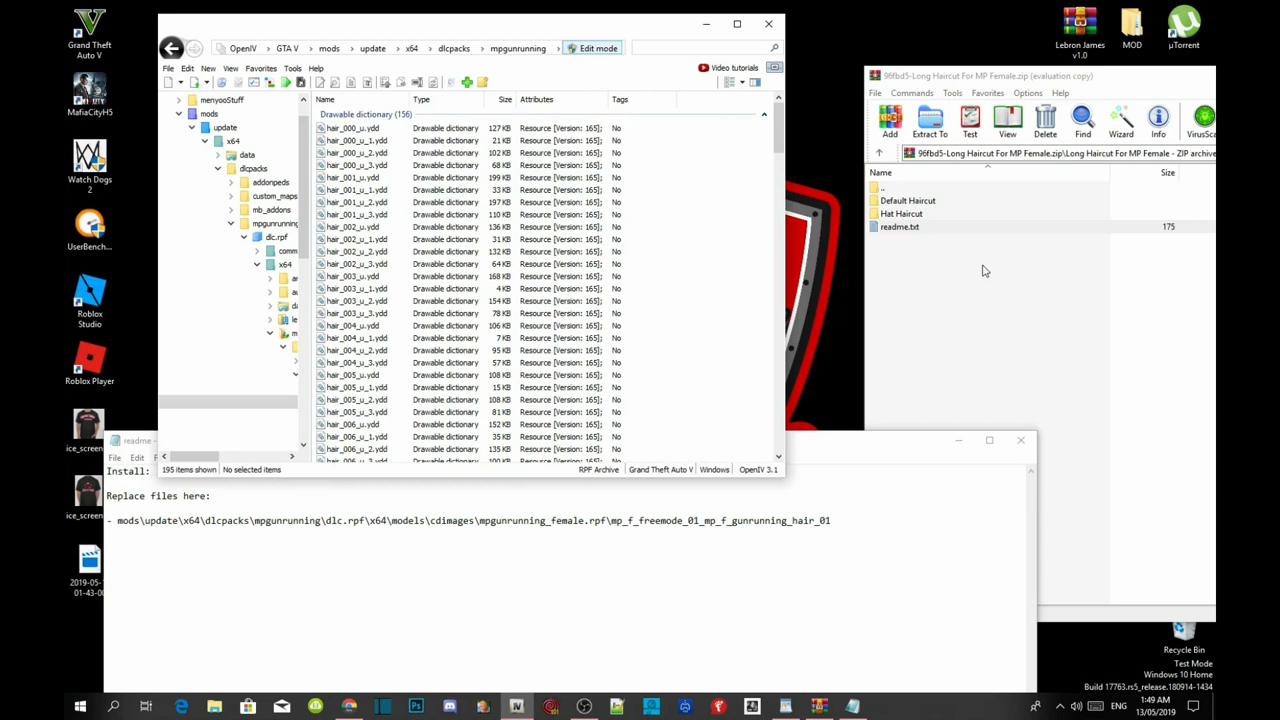 Grand Theft
Auto V
MafiaCityH5
Watch Dogs
2
UserBench...
Roblox
Studio
Roblox Player
ice_screen
ice_screen
2019-05-1
01-43-00
OpenIV
GTA V
mods
update
x64
dlcpacks
mpgunrunning
Edit mode
File Edit New View Favorites Tools Help
Video tutorials
menyooStuff
mods
update
x64
data
dlcpacks
addonpeds
custom_maps
mb_addons
mpgunrunning
dlc.rpf
comm
x64
Name Type Size Attributes Tags
Drawable dictionary (156)
hair_000_u.ydd Drawable dictionary 127 KB Resource [Version: 165]; No
hair_000_u_1.ydd Drawable dictionary 21 KB Resource [Version: 165]; No
hair_000_u_2.ydd Drawable dictionary 102 KB Resource [Version: 165]; No
hair_000_u_3.ydd Drawable dictionary 68 KB Resource [Version: 165]; No
hair_001_u.ydd Drawable dictionary 199 KB Resource [Version: 165]; No
hair_001_u_1.ydd Drawable dictionary 33 KB Resource [Version: 165]; No
hair_001_u_2.ydd Drawable dictionary 197 KB Resource [Version: 165]; No
hair_001_u_3.ydd Drawable dictionary 110 KB Resource [Version: 165]; No
hair_002_u.ydd Drawable dictionary 136 KB Resource [Version: 165]; No
hair_002_u_1.ydd Drawable dictionary 31 KB Resource [Version: 165]; No
hair_002_u_2.ydd Drawable dictionary 132 KB Resource [Version: 165]; No
hair_002_u_3.ydd Drawable dictionary 64 KB Resource [Version: 165]; No
hair_003_u.ydd Drawable dictionary 168 KB Resource [Version: 165]; No
hair_003_u_1.ydd Drawable dictionary 4 KB Resource [Version: 165]; No
hair_003_u_2.ydd Drawable dictionary 154 KB Resource [Version: 165]; No
hair_003_u_3.ydd Drawable dictionary 78 KB Resource [Version: 165]; No
hair_004_u.ydd Drawable dictionary 106 KB Resource [Version: 165]; No
hair_004_u_1.ydd Drawable dictionary 7 KB Resource [Version: 165]; No
hair_004_u_2.ydd Drawable dictionary 95 KB Resource [Version: 165]; No
hair_004_u_3.ydd Drawable dictionary 57 KB Resource [Version: 165]; No
hair_005_u.ydd Drawable dictionary 108 KB Resource [Version: 165]; No
hair_005_u_1.ydd Drawable dictionary 15 KB Resource [Version: 165]; No
hair_005_u_2.ydd Drawable dictionary 108 KB Resource [Version: 165]; No
hair_005_u_3.ydd Drawable dictionary 81 KB Resource [Version: 165]; No
hair_006_u.ydd Drawable dictionary 152 KB Resource [Version: 165]; No
hair_006_u_1.ydd Drawable dictionary 35 KB Resource [Version: 165]; No
hair_006_u_2.ydd Drawable dictionary 135 KB Resource [Version: 165]; No
195 items shown No selected items RPF Archive Grand Theft Auto V Windows OpenIV 3.1
Lebron James
v1.0
MOD
µTorrent
96fbd5-Long Haircut For MP Female.zip (evaluation copy)
File Commands Tools Favorites Options Help
Add Extract To Test View Delete Find Wizard Info VirusSca
96fbd5-Long Haircut For MP Female.zip\Long Haircut For MP Female - ZIP archive
Name Size
..
Default Haircut
Hat Haircut
readme.txt 175
readme -
File Edit
Install:
Replace files here:
- mods\update\x64\dlcpacks\mpgunrunning\dlc.rpf\x64\models\cdimages\mpgunrunning_female.rpf\mp_f_freemode_01_mp_f_gunrunning_hair_01
Recycle Bin
Test Mode
Windows 10 Home
Build 17763.rs5_release.180914-1434
ENG
1:49 AM
13/05/2019